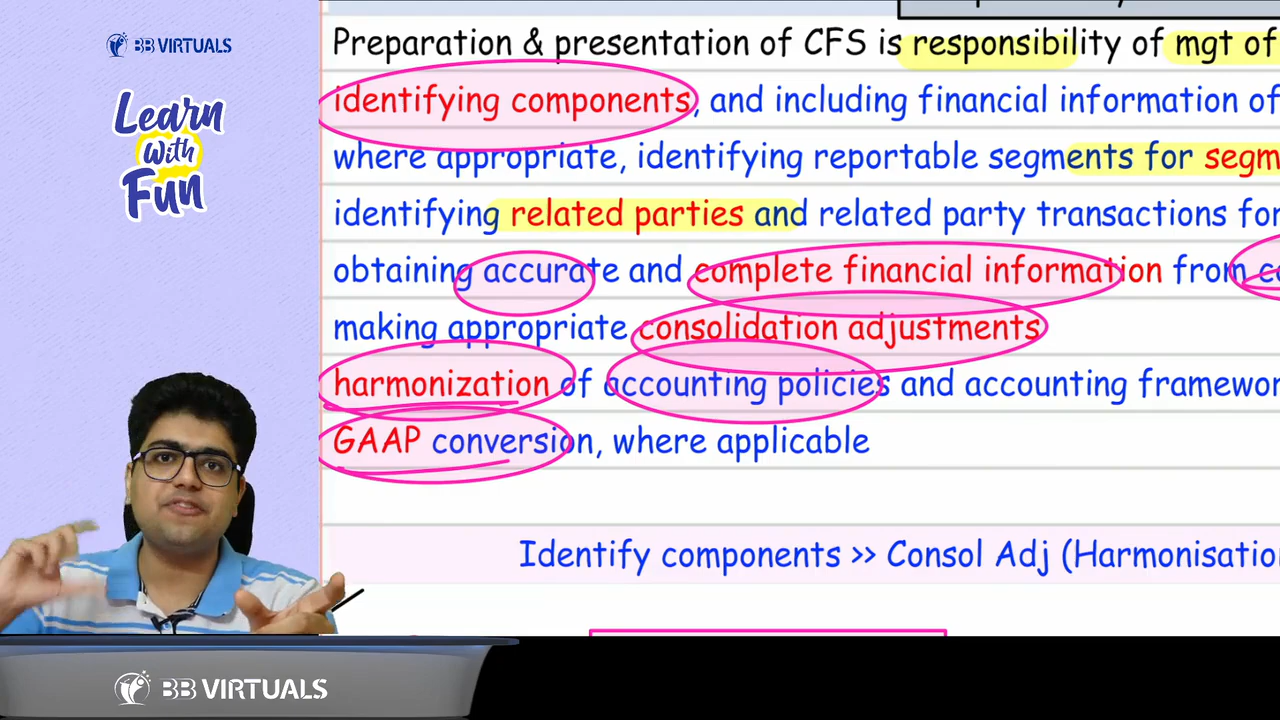 BB VIRTUALS
Learn
With
Fun
Preparation & presentation of CFS is responsibility of mgt of
identifying components, and including financial information of
where appropriate, identifying reportable segments for segm
identifying related parties and related party transactions for
obtaining accurate and complete financial information from
making appropriate consolidation adjustments
harmonization of accounting policies and accounting framewor
GAAP conversion, where applicable
Identify components >> Consol Adj (Harmonisatio
BB VIRTUALS